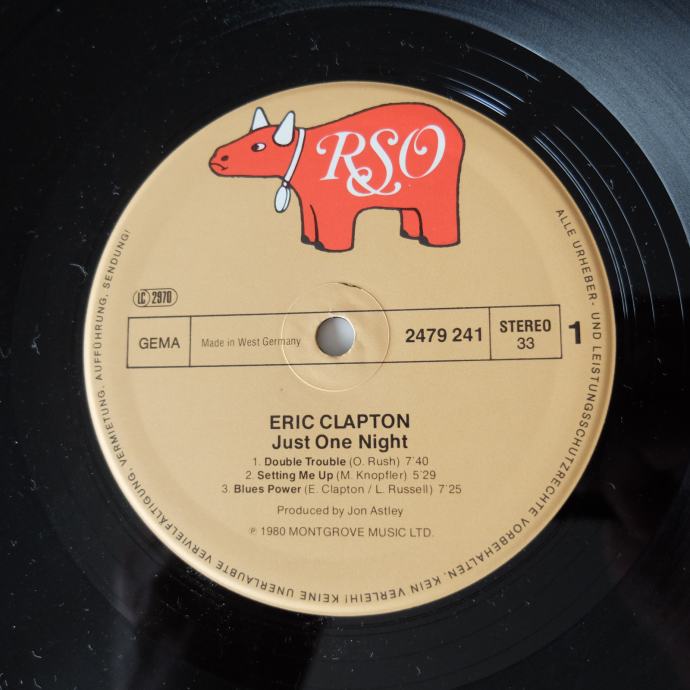 RSO
LC 2970
GEMA
Made in West Germany
2479 241
STEREO
33
1
ERIC CLAPTON
Just One Night
1. Double Trouble (O. Rush) 7´40
2. Setting Me Up (M. Knopfler) 5´29
3. Blues Power (E. Clapton / L. Russell) 7´25
Produced by Jon Astley
℗ 1980 MONTGROVE MUSIC LTD.
ALLE URHEBER- UND LEISTUNGSSCHUTZRECHTE VORBEHALTEN. KEIN VERLEIH! KEINE UNERLAUBTE VERVIELFÄLTIGUNG, VERMIETUNG, AUFFÜHRUNG, SENDUNG!